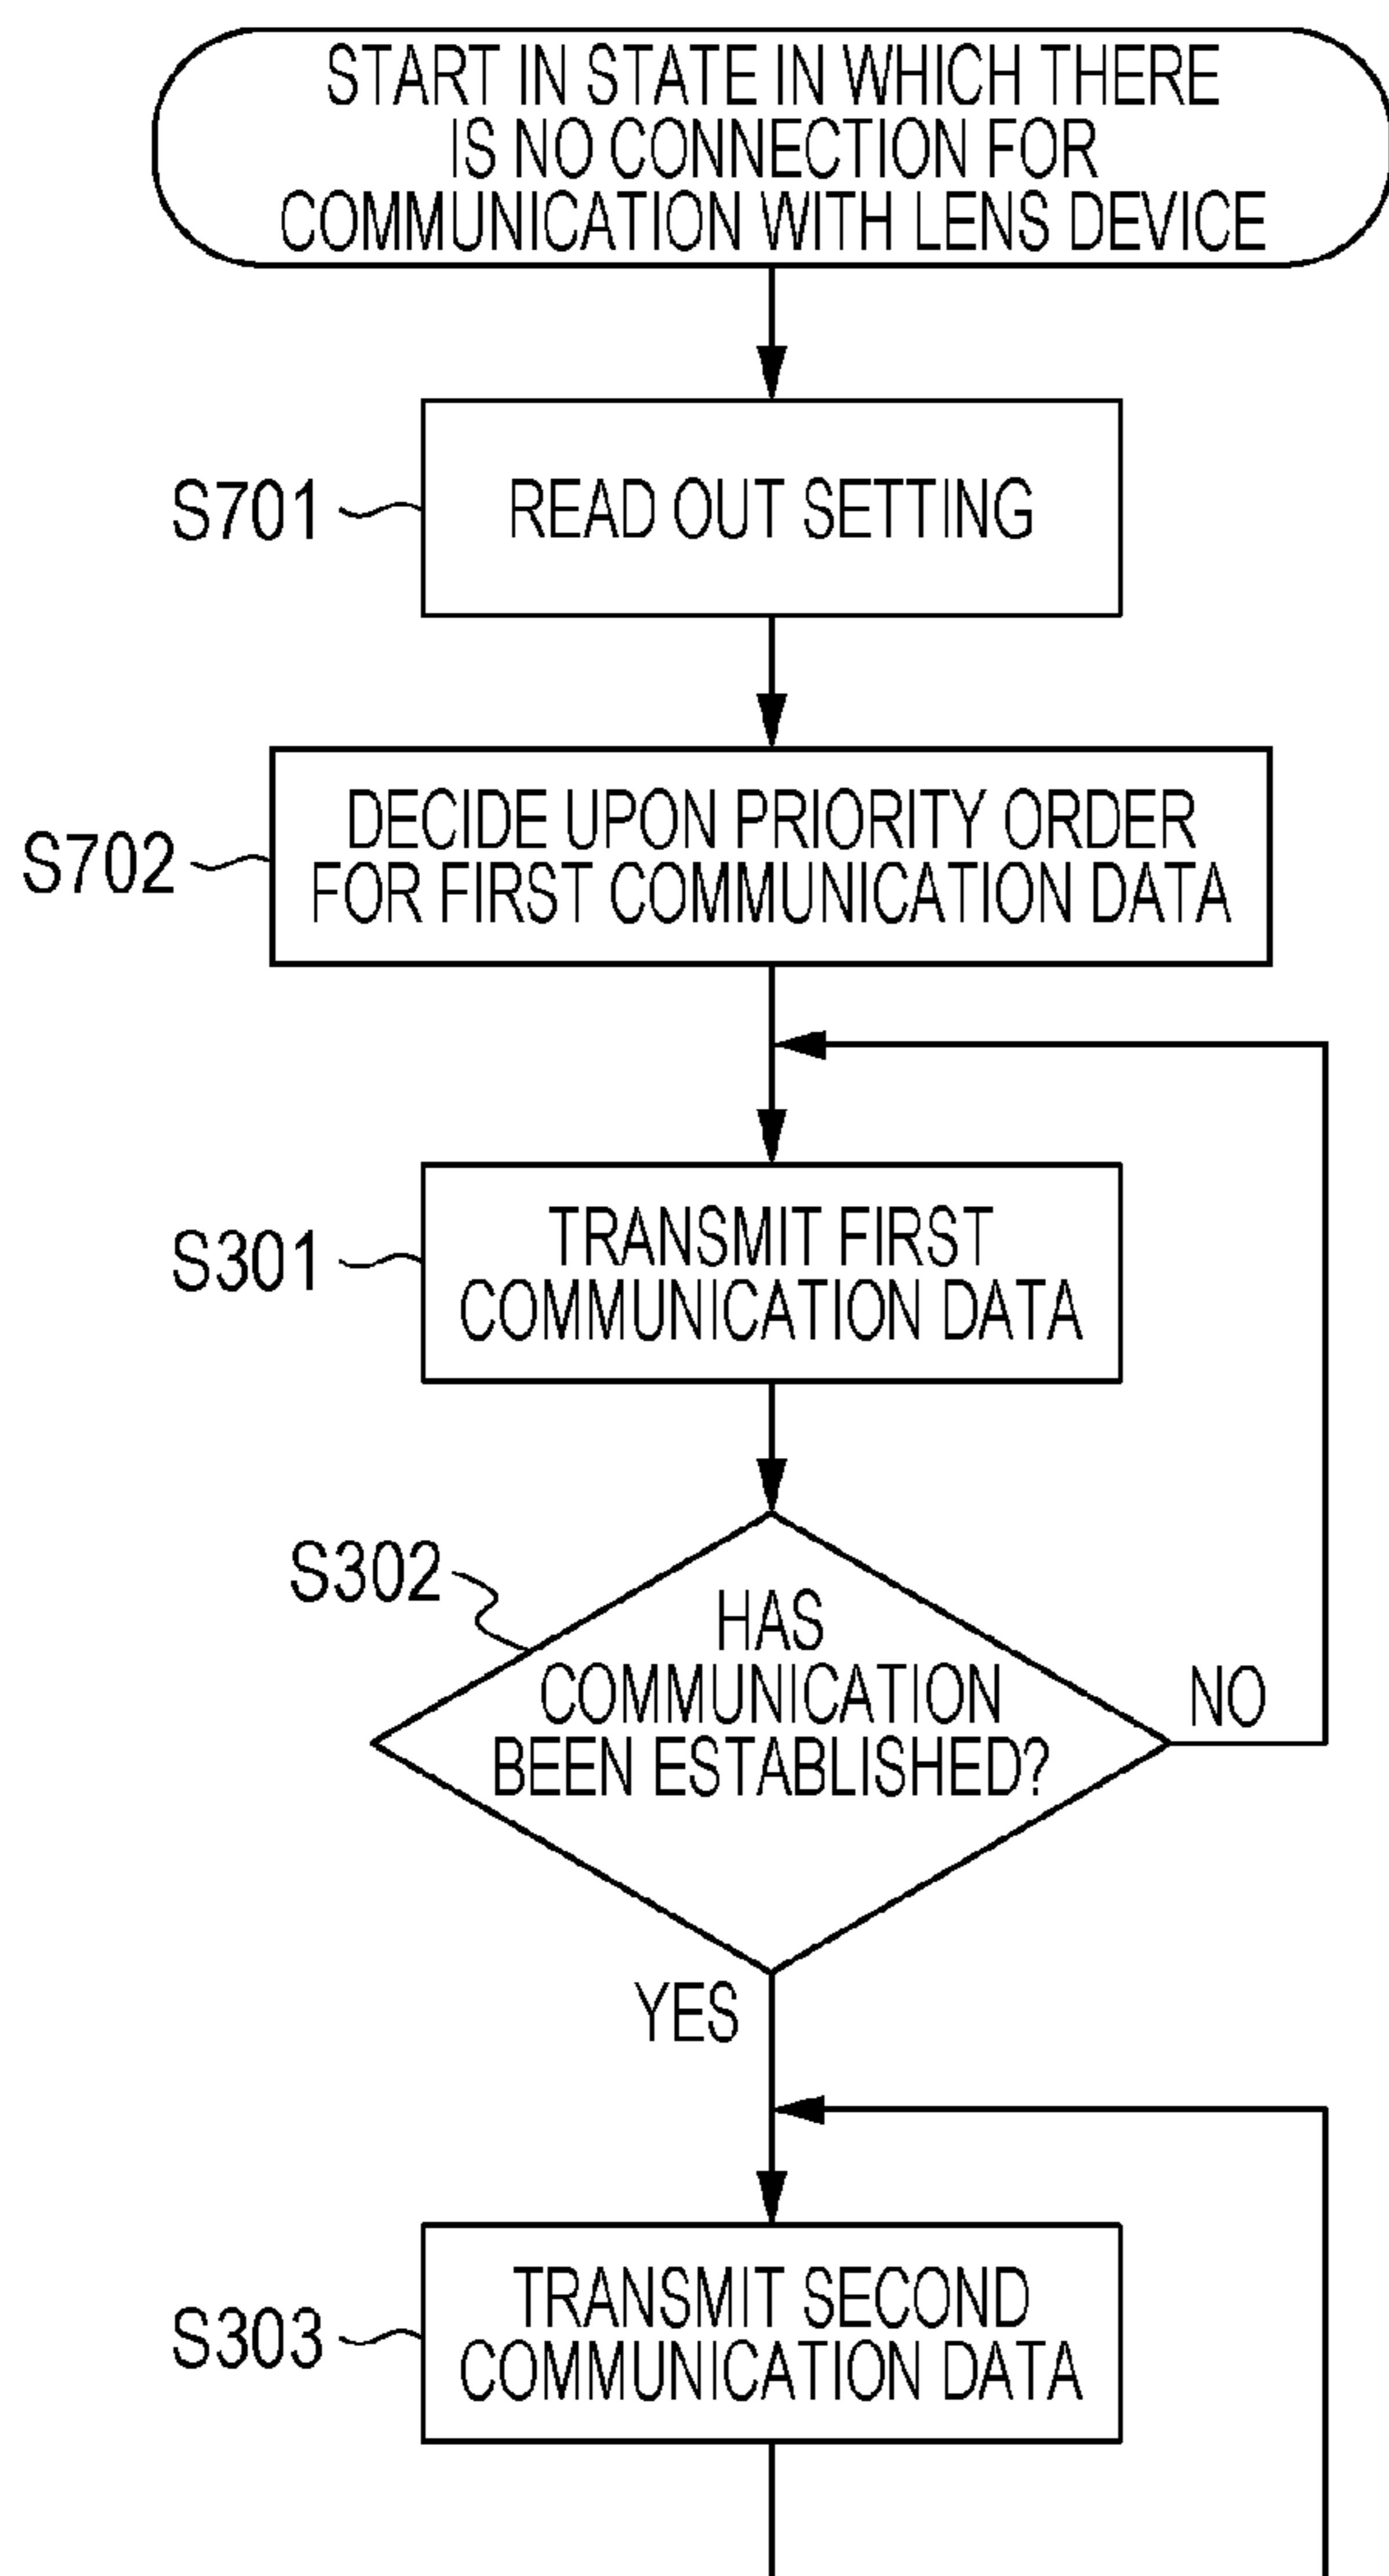 START IN STATE IN WHICH THERE
IS NO CONNECTION FOR
COMMUNICATION WITH LENS DEVICE
S701
READ OUT SETTING
S702
DECIDE UPON PRIORITY ORDER
FOR FIRST COMMUNICATION DATA
S301
TRANSMIT FIRST
COMMUNICATION DATA
S302
HAS
COMMUNICATION
BEEN ESTABLISHED?
NO
YES
S303
TRANSMIT SECOND
COMMUNICATION DATA